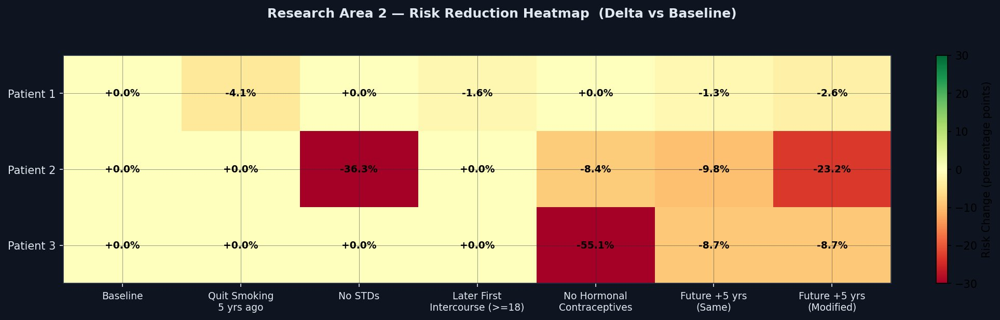 Research Area 2 — Risk Reduction Heatmap  (Delta vs Baseline)
Patient 1
+0.0%
-4.1%
+0.0%
-1.6%
+0.0%
-1.3%
-2.6%
Patient 2
+0.0%
+0.0%
-36.3%
+0.0%
-8.4%
-9.8%
-23.2%
Patient 3
+0.0%
+0.0%
+0.0%
+0.0%
-55.1%
-8.7%
-8.7%
Baseline
Quit Smoking
5 yrs ago
No STDs
Later First
Intercourse (>=18)
No Hormonal
Contraceptives
Future +5 yrs
(Same)
Future +5 yrs
(Modified)
30
20
10
0
−10
−20
−30
Risk Change (percentage points)